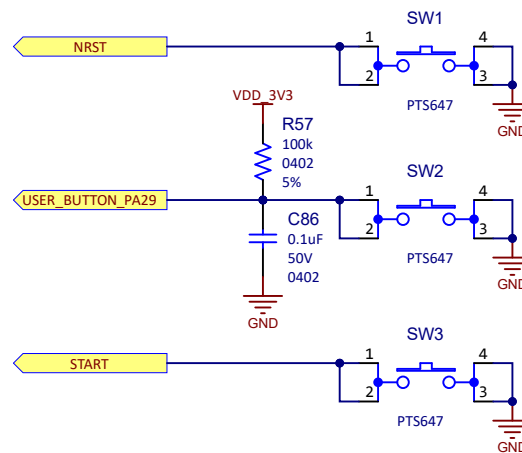 SW1
NRST
1
4
2
3
PTS647
GND
VDD_3V3
R57
100k
0402
5%
SW2
USER_BUTTON_PA29
1
4
2
3
PTS647
GND
C86
0.1uF
50V
0402
GND
SW3
START
1
4
2
3
PTS647
GND